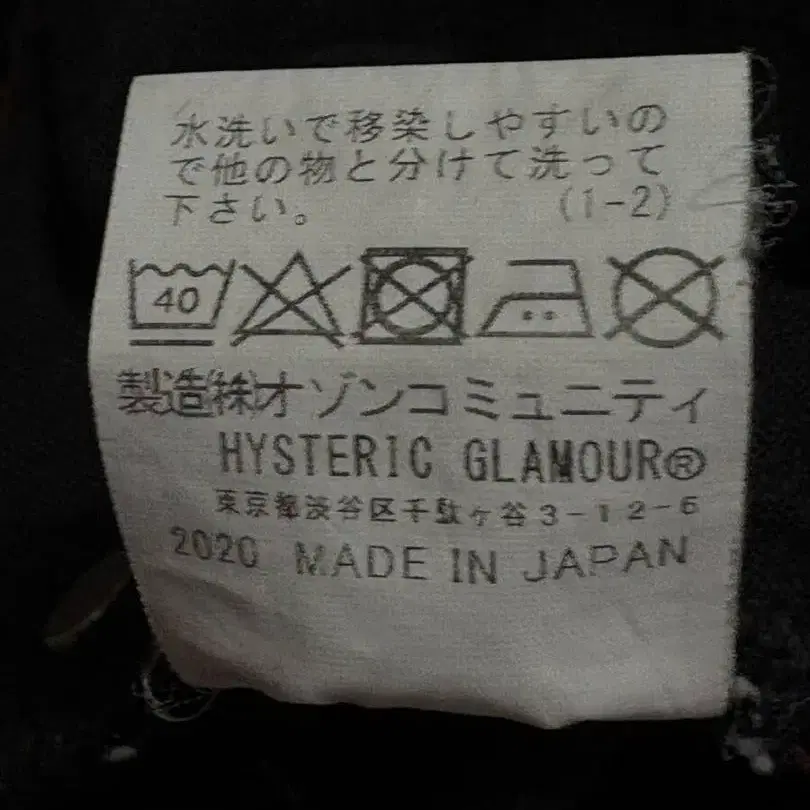 水洗いで移染しやすいの
で他の物と分けて洗って
下さい。 (1-2)
40
製造㈱オゾンコミュニティ
HYSTERIC GLAMOUR®
東京都渋谷区千駄ヶ谷3-12-6
2020 MADE IN JAPAN